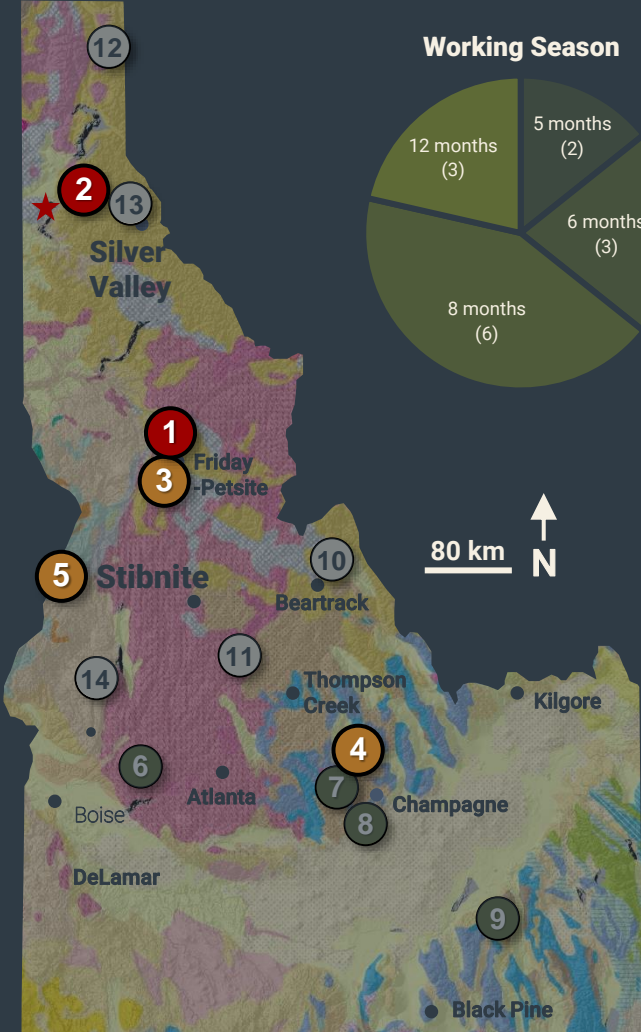 Working Season
12 months
(3)
5 months
(2)
6 months
(3)
8 months
(6)
12
2
13
Silver
Valley
1
Friday
-Petsite
3
80 km
N
5
Stibnite
10
Beartrack
11
14
Thompson
Creek
Kilgore
4
6
7
Atlanta
Champagne
8
Boise
DeLamar
9
Black Pine